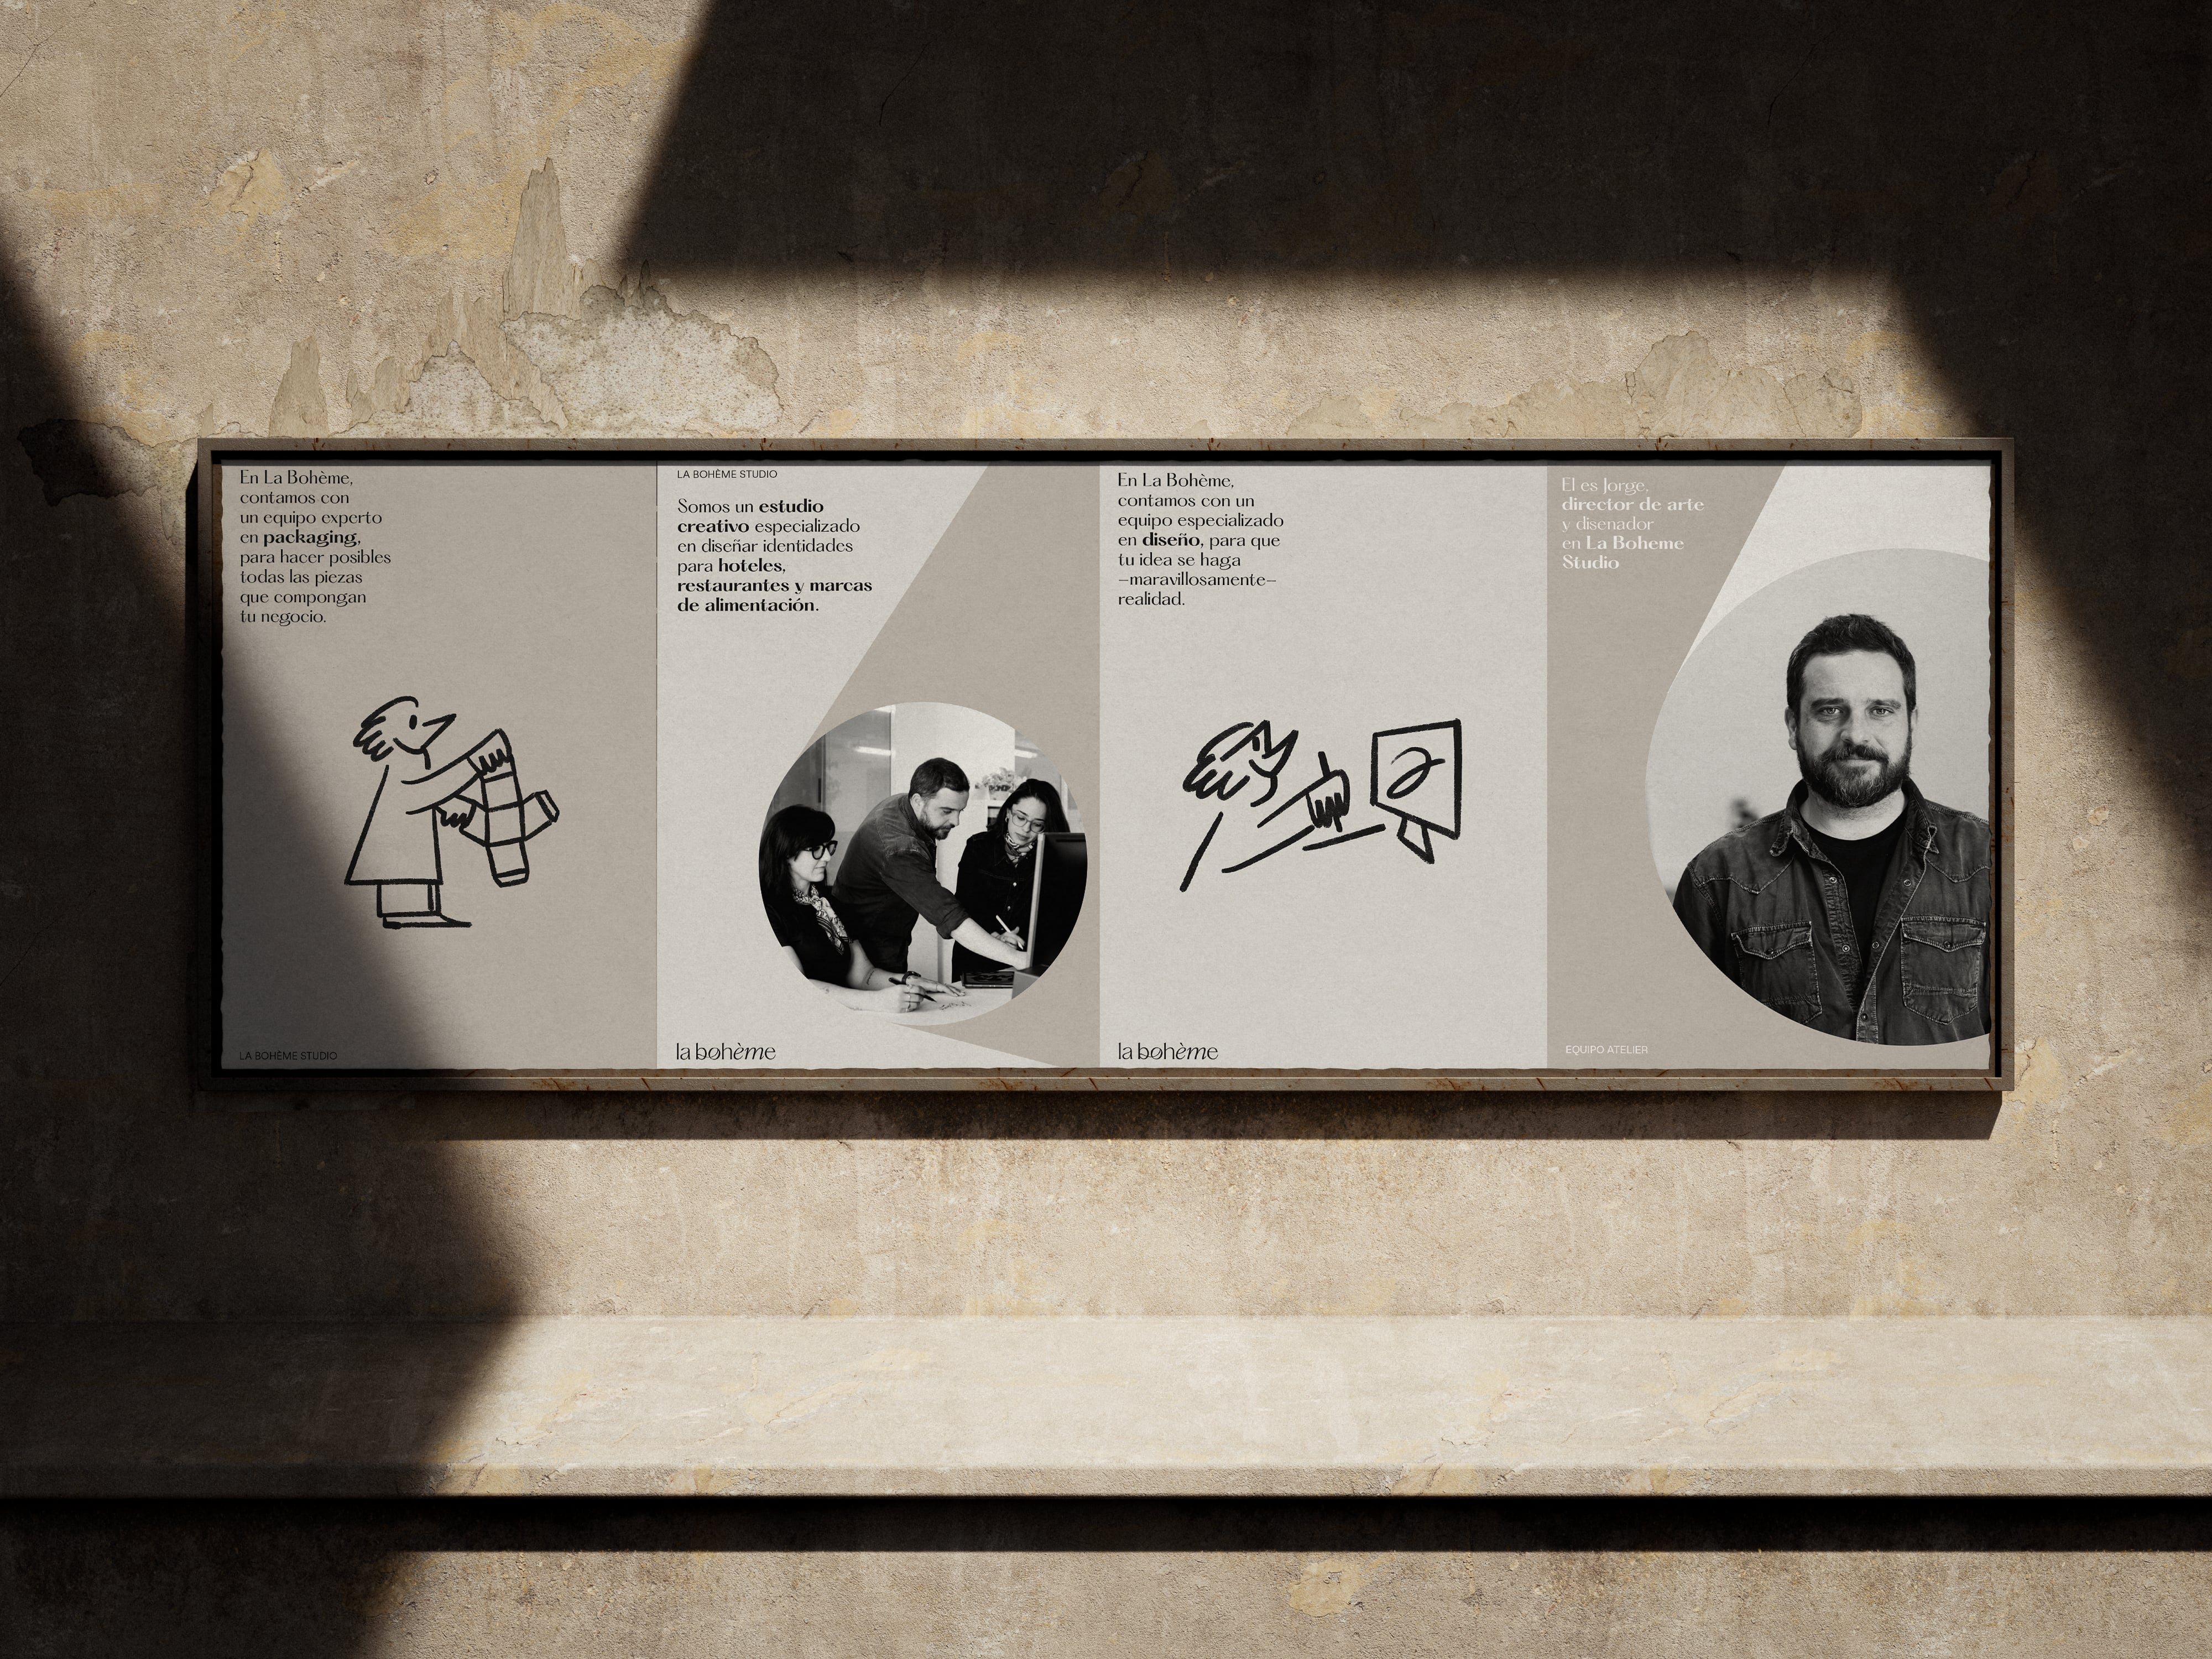 En La Bohème,
contamos con
un equipo experto
en packaging,
para hacer posibles
todas las piezas
que compongan
tu negocio.
LA BOHÈME STUDIO
LA BOHÈME STUDIO
Somos un estudio
creativo especializado
en diseñar identidades
para hoteles,
restaurantes y marcas
de alimentación.
la bohème
En La Bohème,
contamos con un
equipo especializado
en diseño, para que
tu idea se haga
–maravillosamente–
realidad.
la bohème
El es Jorge,
director de arte
y disenador
en La Boheme
Studio
EQUIPO ATELIER